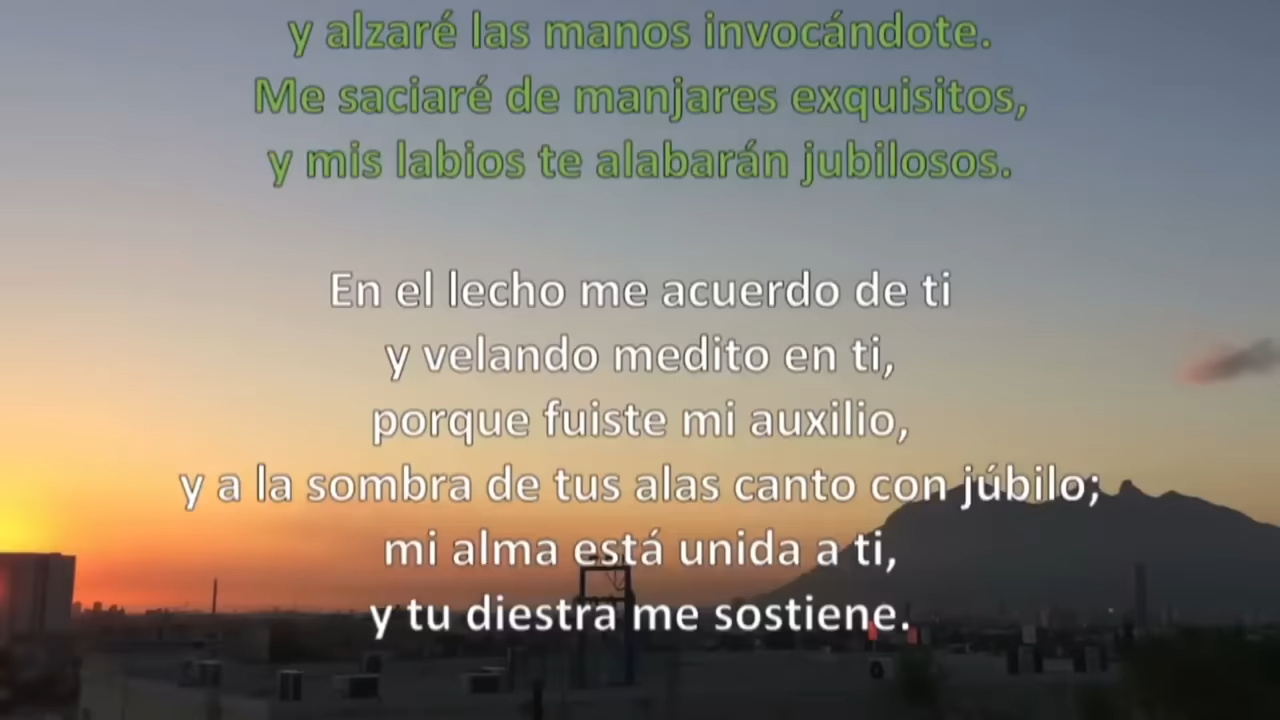 y alzaré las manos invocándote.
Me saciaré de manjares exquisitos,
y mis labios te alabarán jubilosos.
En el lecho me acuerdo de ti
y velando medito en ti,
porque fuiste mi auxilio,
y a la sombra de tus alas canto con júbilo;
mi alma está unida a ti,
y tu diestra me sostiene.